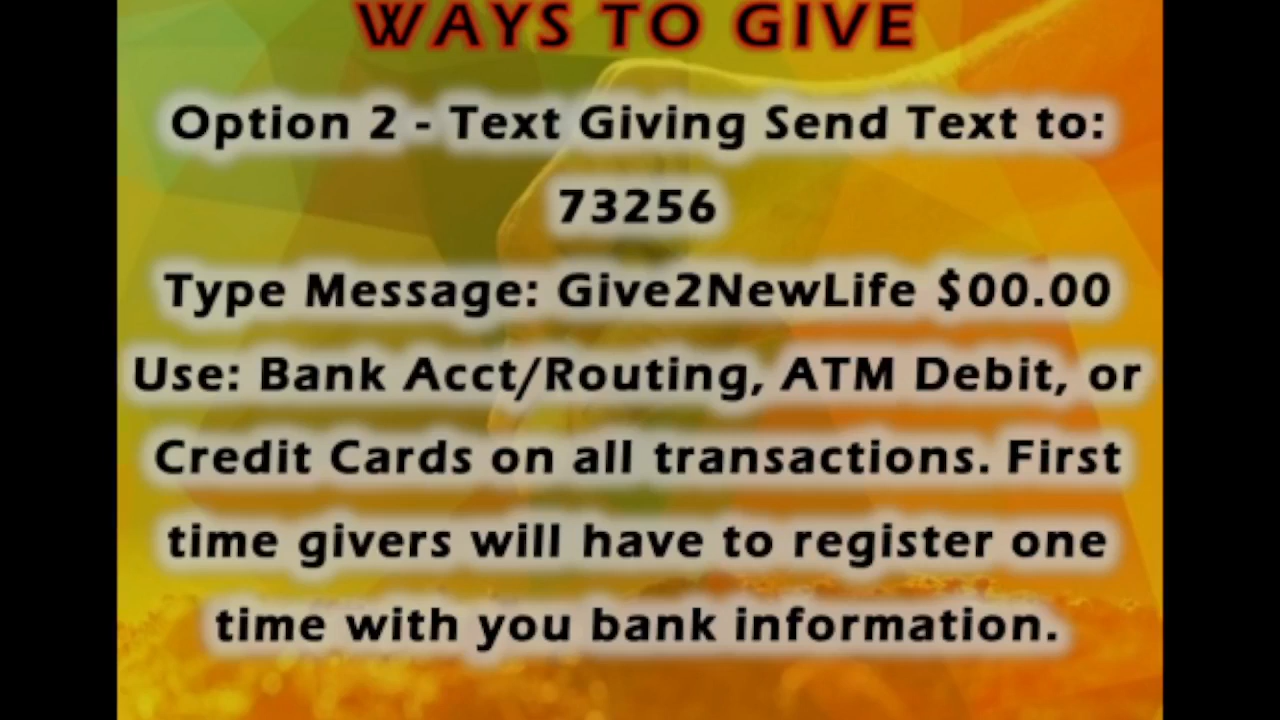 WAYS TO GIVE
Option 2 - Text Giving Send Text to:
73256
Type Message: Give2NewLife $00.00
Use: Bank Acct/Routing, ATM Debit, or
Credit Cards on all transactions. First
time givers will have to register one
time with you bank information.